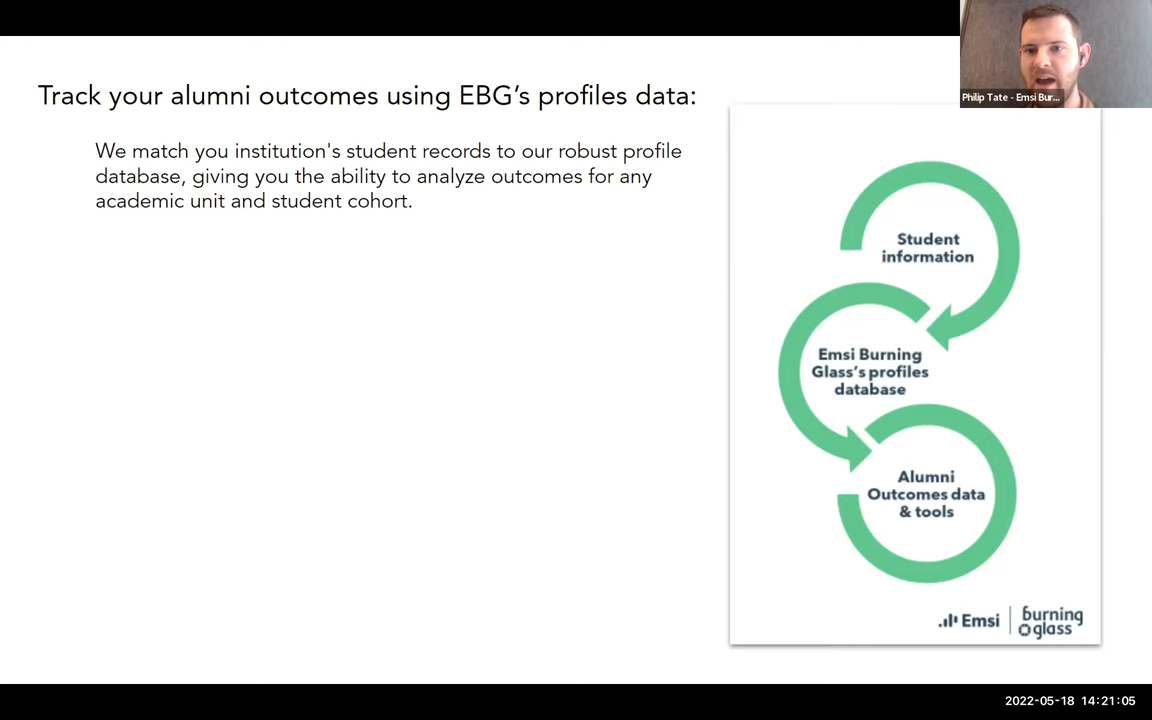 Track your alumni outcomes using EBG’s profiles data:
We match you institution's student records to our robust profile
database, giving you the ability to analyze outcomes for any
academic unit and student cohort.
Philip Tate - Emsi Bur...
Student
information
Emsi Burning
Glass’s profiles
database
Alumni
Outcomes data
& tools
Emsi
burning
glass
2022-05-18 14:21:05